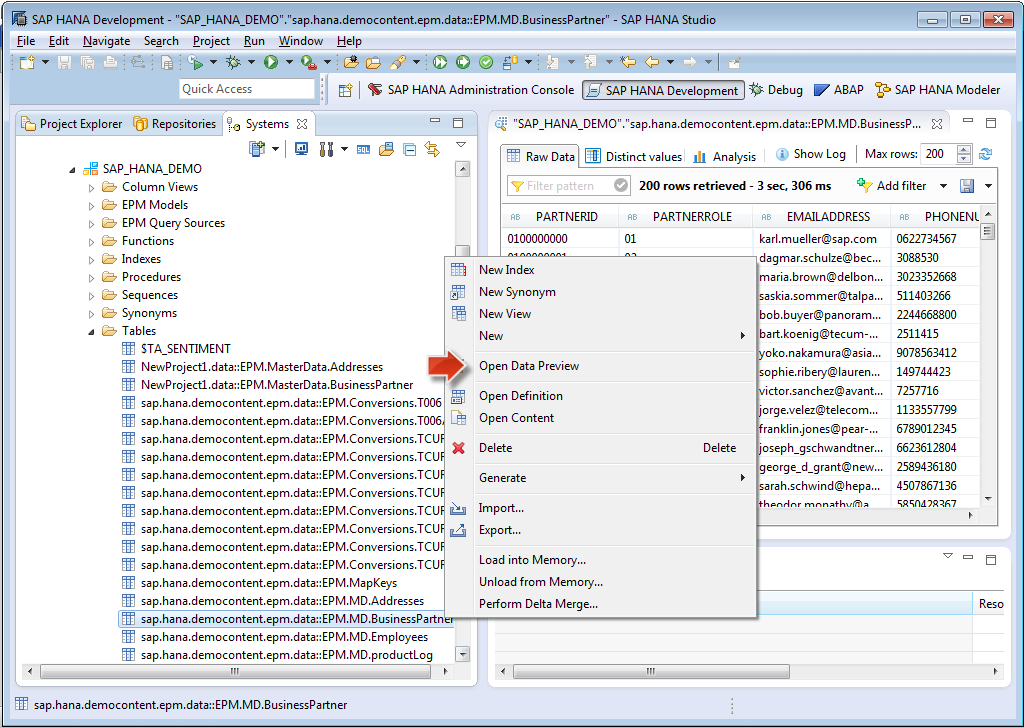 SAP HANA Development - "SAP_HANA_DEMO"."sap.hana.democontent.epm.data::EPM.MD.BusinessPartner" - SAP HANA Studio
File Edit Navigate Search Project Run Window Help
Quick Access
SAP HANA Administration Console SAP HANA Development Debug ABAP SAP HANA Modeler
Project Explorer Repositories Systems
SQL
SAP_HANA_DEMO
Column Views
EPM Models
EPM Query Sources
Functions
Indexes
Procedures
Sequences
Synonyms
Tables
$TA_SENTIMENT
NewProject1.data::EPM.MasterData.Addresses
NewProject1.data::EPM.MasterData.BusinessPartner
sap.hana.democontent.epm.data::EPM.Conversions.T006
sap.hana.democontent.epm.data::EPM.Conversions.T006A
sap.hana.democontent.epm.data::EPM.Conversions.TCUR
sap.hana.democontent.epm.data::EPM.Conversions.TCUR
sap.hana.democontent.epm.data::EPM.Conversions.TCUR
sap.hana.democontent.epm.data::EPM.Conversions.TCUR
sap.hana.democontent.epm.data::EPM.Conversions.TCUR
sap.hana.democontent.epm.data::EPM.Conversions.TCUR
sap.hana.democontent.epm.data::EPM.Conversions.TCUR
sap.hana.democontent.epm.data::EPM.Conversions.TCUR
sap.hana.democontent.epm.data::EPM.MapKeys
sap.hana.democontent.epm.data::EPM.MD.Addresses
sap.hana.democontent.epm.data::EPM.MD.BusinessPartner
sap.hana.democontent.epm.data::EPM.MD.Employees
sap.hana.democontent.epm.data::EPM.MD.productLog
"SAP_HANA_DEMO"."sap.hana.democontent.epm.data::EPM.MD.BusinessP...
Raw Data Distinct values Analysis Show Log Max rows: 200
Filter pattern 200 rows retrieved - 3 sec, 306 ms Add filter
AB PARTNERID AB PARTNERROLE AB EMAILADDRESS AB PHONENU
0100000000 01 karl.mueller@sap.com 0622734567
dagmar.schulze@bec... 3088530
maria.brown@delbon... 3023352668
saskia.sommer@talpa... 511403266
bob.buyer@panoram... 2244668800
bart.koenig@tecum-... 2511415
yoko.nakamura@asia... 9078563412
sophie.ribery@lauren... 149744423
victor.sanchez@avant... 7257716
jorge.velez@telecom... 1133557799
franklin.jones@pear-... 6789012345
joseph_gschwandtner... 6623612804
george_d_grant@new... 2589436180
sarah.schwind@hepa... 4507867136
theodor.monathy@a... 5850428367
New Index
New Synonym
New View
New
Open Data Preview
Open Definition
Open Content
Delete Delete
Generate
Import...
Export...
Load into Memory...
Unload from Memory...
Perform Delta Merge...
Reso
sap.hana.democontent.epm.data::EPM.MD.BusinessPartner